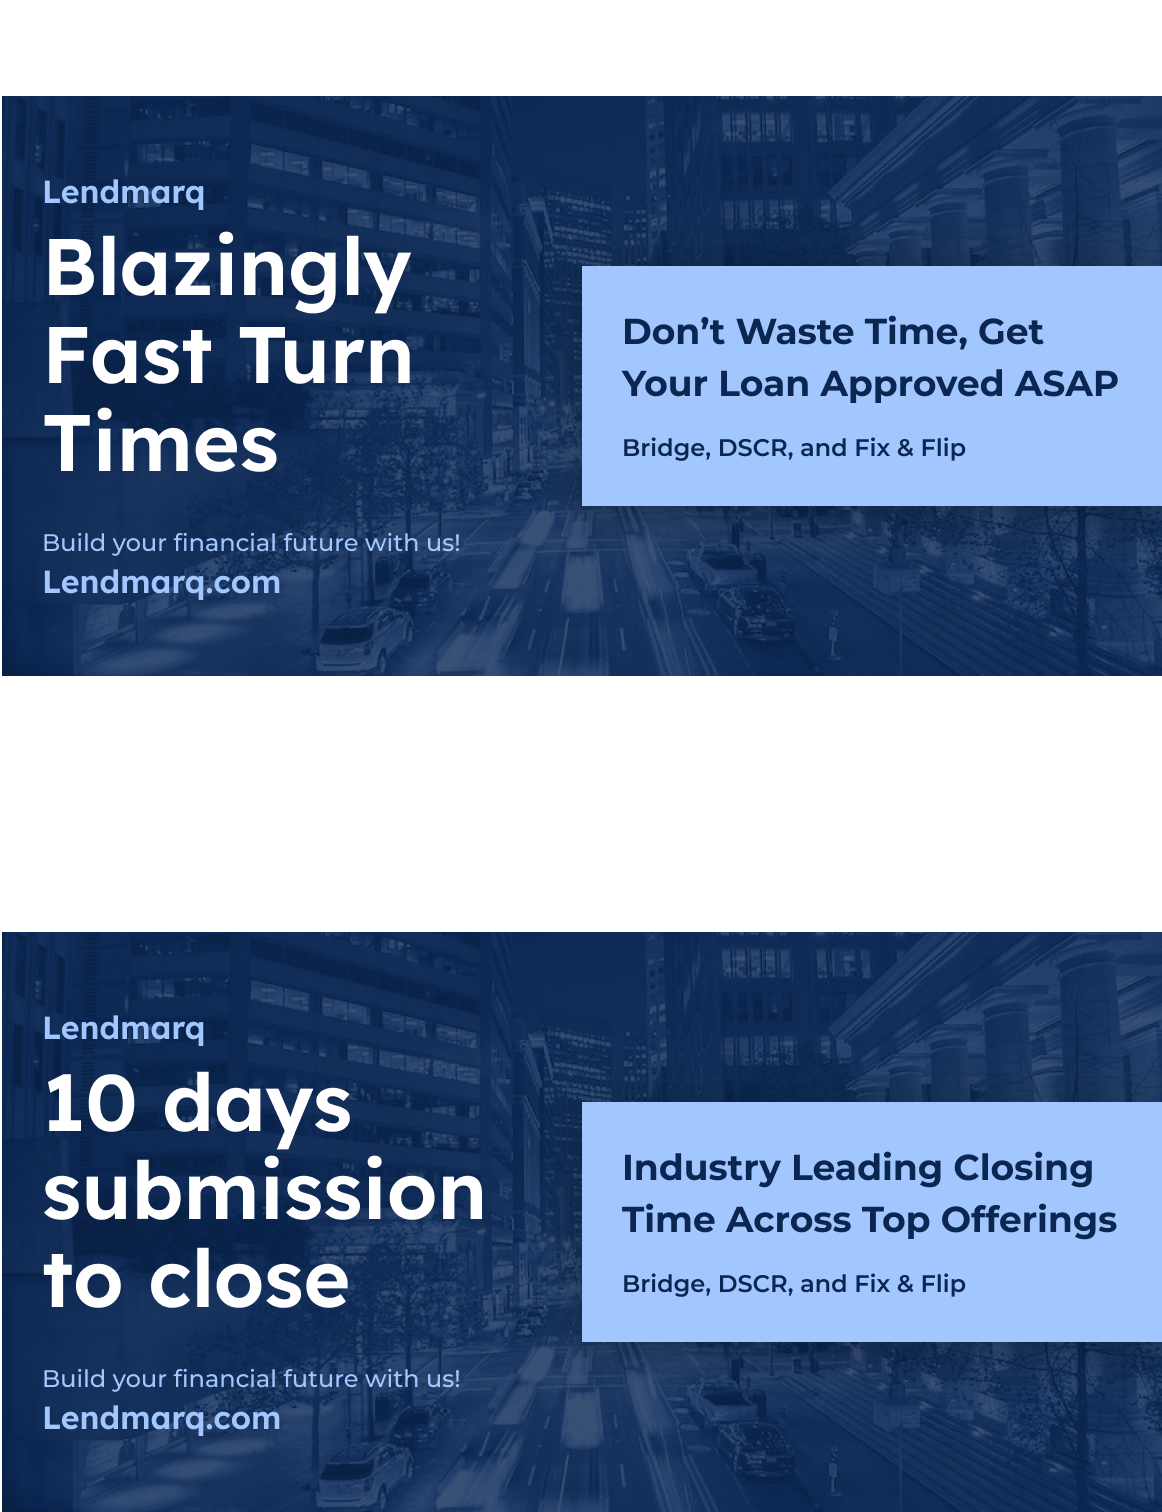 Lendmarq
Blazingly
Fast Turn
Times
Build your financial future with us!
Lendmarq.com
Don’t Waste Time, Get
Your Loan Approved ASAP
Bridge, DSCR, and Fix & Flip
Lendmarq
10 days
submission
to close
Build your financial future with us!
Lendmarq.com
Industry Leading Closing
Time Across Top Offerings
Bridge, DSCR, and Fix & Flip